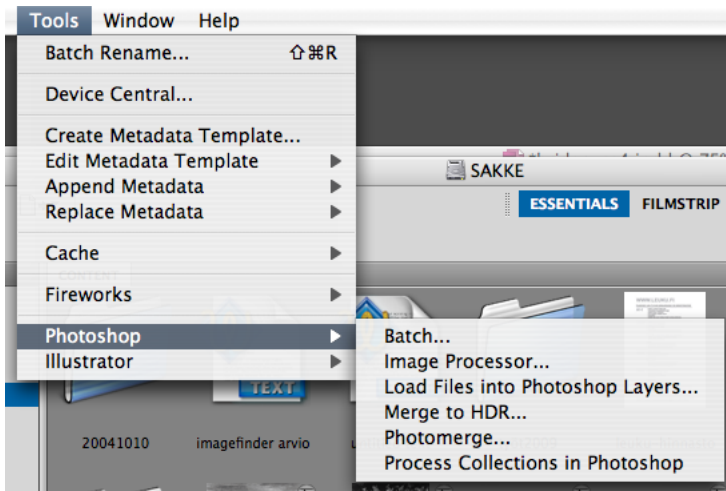 Tools Window Help
Batch Rename... ⇧⌘R
Device Central...
Create Metadata Template...
Edit Metadata Template
Append Metadata
Replace Metadata
Cache
Fireworks
Photoshop
Illustrator
SAKKE
ESSENTIALS FILMSTRIP
CONTENT
Batch...
Image Processor...
Load Files into Photoshop Layers...
Merge to HDR...
Photomerge...
Process Collections in Photoshop
TEXT
20041010 imagefinder arvio